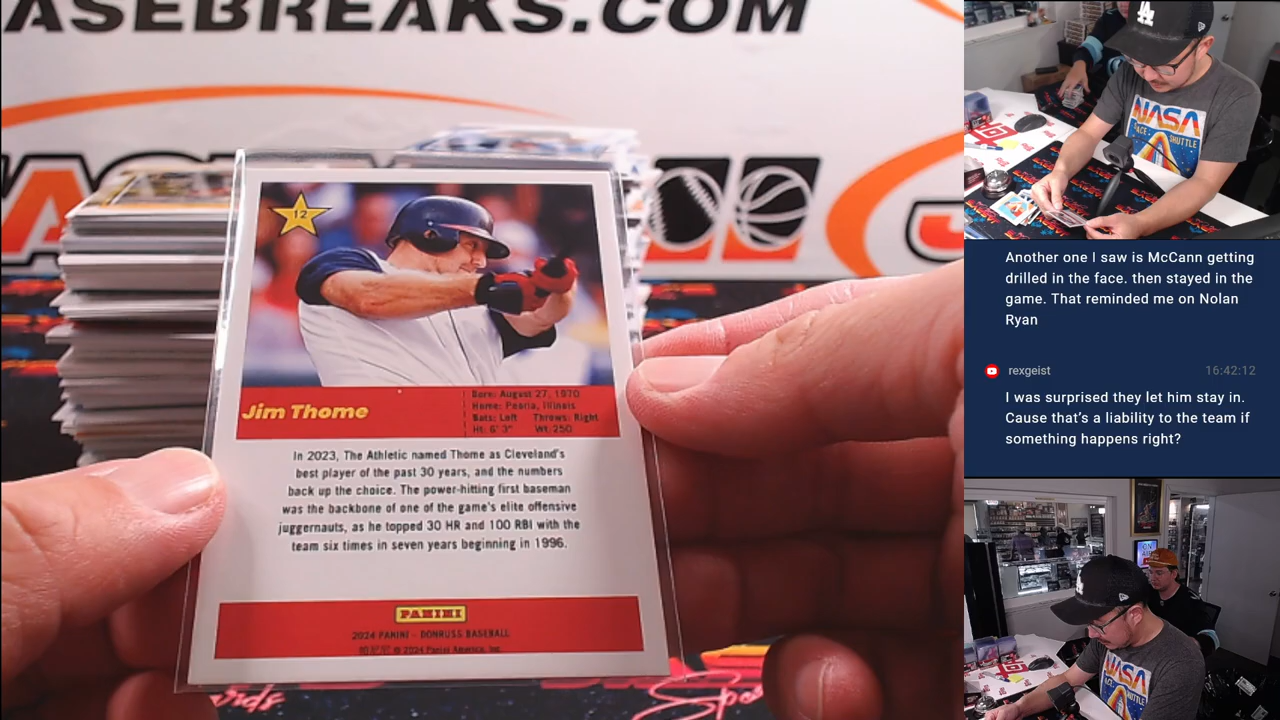 ASEBREAKS.COM
12
Jim Thome
Born: August 27, 1970
Home: Peoria, Illinois
Bats: Left Throws: Right
Ht: 6' 3" Wt: 250
In 2023, The Athletic named Thome as Cleveland's
best player of the past 30 years, and the numbers
back up the choice. The power-hitting first baseman
was the backbone of one of the game's elite offensive
juggernauts, as he topped 30 HR and 100 RBI with the
team six times in seven years beginning in 1996.
PANINI
2024 PANINI - DONRUSS BASEBALL
© 2024 Panini America, Inc.
LA
NASA
SPACE SHUTTLE
Another one I saw is McCann getting
drilled in the face. then stayed in the
game. That reminded me on Nolan
Ryan
rexgeist 16:42:12
I was surprised they let him stay in.
Cause that's a liability to the team if
something happens right?
NASA